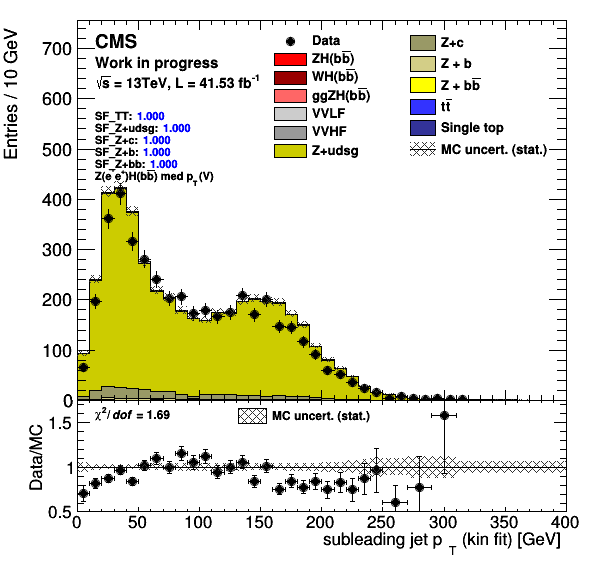 CMS
Work in progress
√s = 13TeV, L = 41.53 fb⁻¹
SF_TT: 1.000
SF_Z+udsg: 1.000
SF_Z+c: 1.000
SF_Z+b: 1.000
SF_Z+bb: 1.000
Z(e⁻e⁺)H(bb̅) med p_T(V)
Data
ZH(bb̅)
WH(bb̅)
ggZH(bb̅)
VVLF
VVHF
Z+udsg
Z+c
Z + b
Z + bb̅
tt̅
Single top
MC uncert. (stat.)
Entries / 10 GeV
700
600
500
400
300
200
100
0
χ²/dof = 1.69
MC uncert. (stat.)
Data/MC
1.5
1
0.5
0 50 100 150 200 250 300 350 400
subleading jet p_T (kin fit) [GeV]